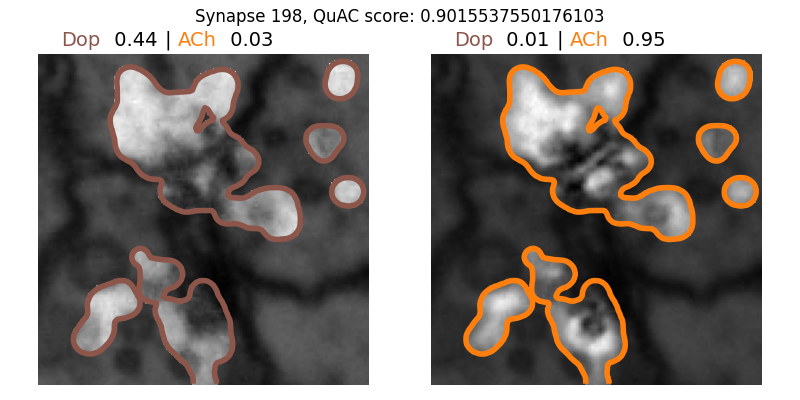 Synapse 198, QuAC score: 0.9015537550176103
Dop 0.44 | ACh 0.03
Dop 0.01 | ACh 0.95